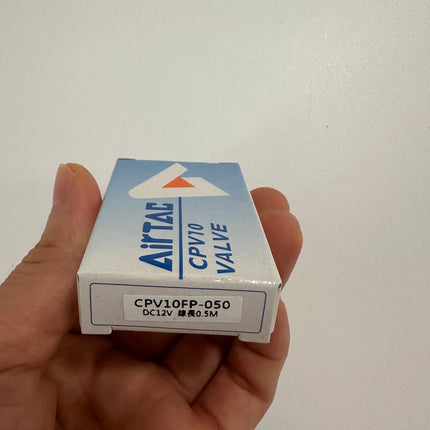 AirTAC
CPV10
VALVE
CPV10FP-050
DC12V 線長0.5M